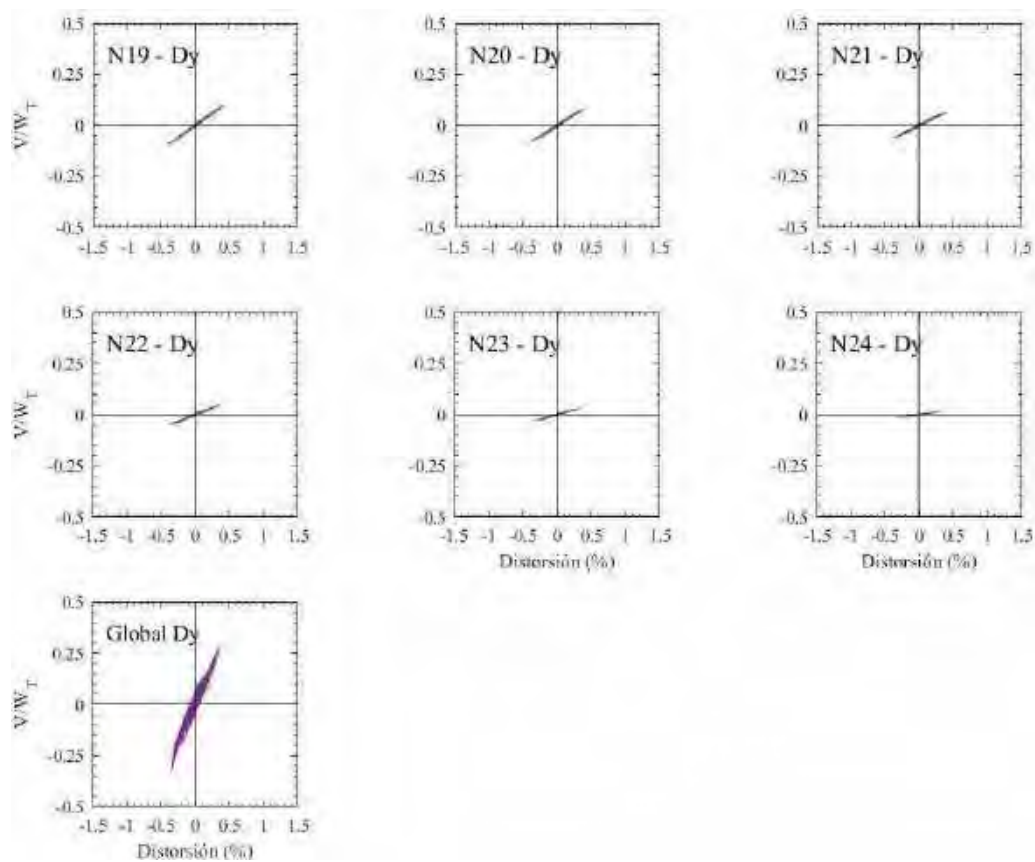 0.5 0.5 0.5
N19 - Dy N20 - Dy N21 - Dy
0.25 0.25 0.25
V/W_T 0 0 0
-0.25 -0.25 -0.25
-0.5 -0.5 -0.5
-1.5 -1 -0.5 0 0.5 1 1.5 -1.5 -1 -0.5 0 0.5 1 1.5 -1.5 -1 -0.5 0 0.5 1 1.5
0.5 0.5 0.5
N22 - Dy N23 - Dy N24 - Dy
0.25 0.25 0.25
V/W_T 0 0 0
-0.25 -0.25 -0.25
-0.5 -0.5 -0.5
-1.5 -1 -0.5 0 0.5 1 1.5 -1.5 -1 -0.5 0 0.5 1 1.5 -1.5 -1 -0.5 0 0.5 1 1.5
Distorsión (%) Distorsión (%)
0.5
Global Dy
0.25
V/W_T 0
-0.25
-0.5
-1.5 -1 -0.5 0 0.5 1 1.5
Distorsión (%)